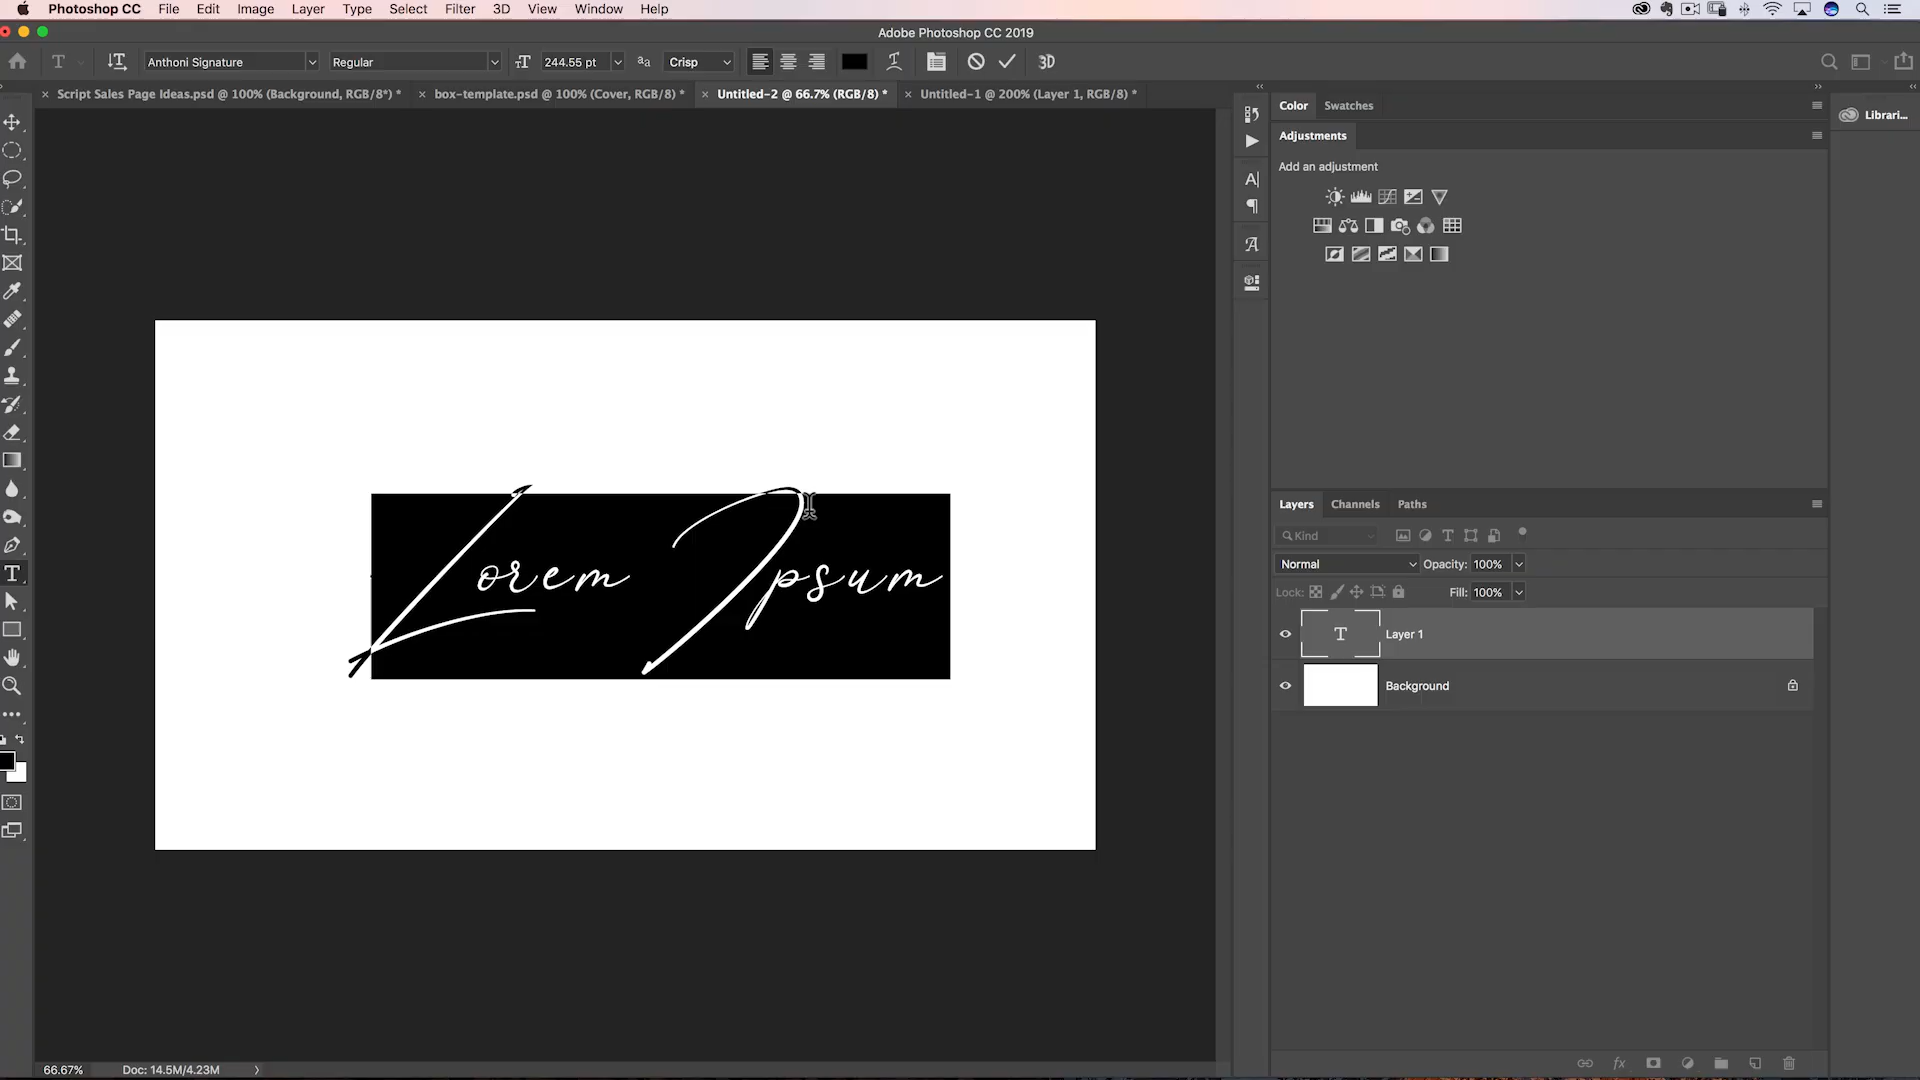 Photoshop CC File Edit Image Layer Type Select Filter 3D View Window Help
Adobe Photoshop CC 2019
Anthoni Signature Regular 244.55 pt Crisp 3D
Script Sales Page Ideas.psd @ 100% (Background, RGB/8*) * box-template.psd @ 100% (Cover, RGB/8) * Untitled-2 @ 66.7% (RGB/8) * Untitled-1 @ 200% (Layer 1, RGB/8) *
Color Swatches
Librari...
Adjustments
Add an adjustment
Lorem Ipsum
Layers Channels Paths
Kind
Normal Opacity: 100%
Lock: Fill: 100%
T Layer 1
Background
66.67% Doc: 14.5M/4.23M